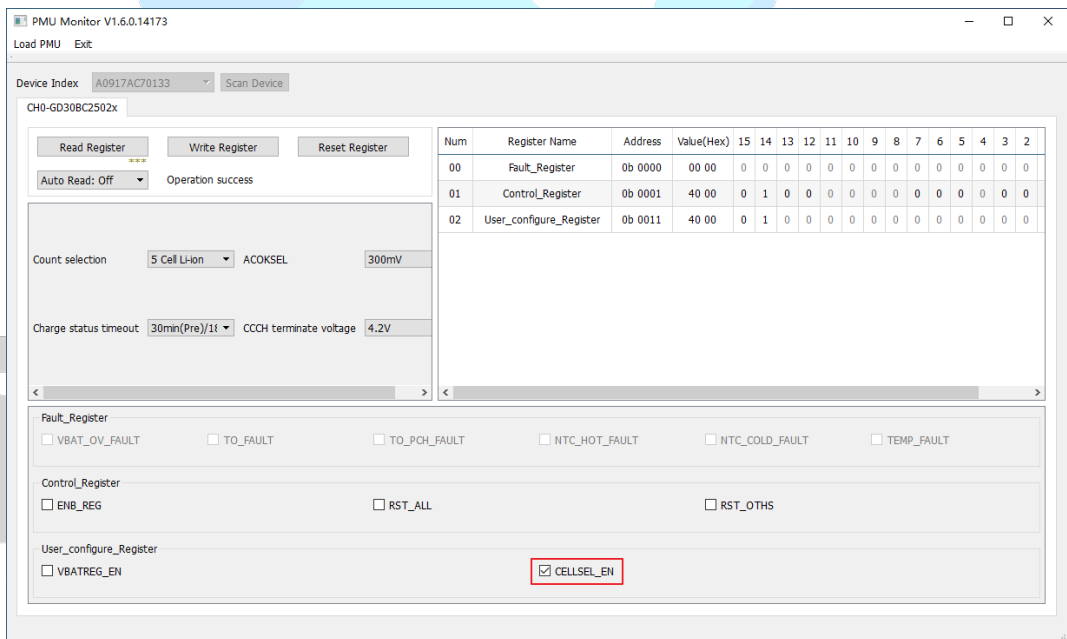 PMU Monitor V1.6.0.14173
Load PMU Exit
Device Index A0917AC70133 Scan Device
CH0-GD30BC2502x
Read Register Write Register Reset Register
***
Auto Read: Off Operation success
Num Register Name Address Value(Hex) 15 14 13 12 11 10 9 8 7 6 5 4 3 2
00 Fault_Register 0b 0000 00 00 0 0 0 0 0 0 0 0 0 0 0 0 0 0
01 Control_Register 0b 0001 40 00 0 1 0 0 0 0 0 0 0 0 0 0 0 0
02 User_configure_Register 0b 0011 40 00 0 1 0 0 0 0 0 0 0 0 0 0 0 0
Count selection 5 Cell Li-ion ACOKSEL 300mV
Charge status timeout 30min(Pre)/18 CCCH terminate voltage 4.2V
Fault_Register
VBAT_OV_FAULT TO_FAULT TO_PCH_FAULT NTC_HOT_FAULT NTC_COLD_FAULT TEMP_FAULT
Control_Register
ENB_REG RST_ALL RST_OTHS
User_configure_Register
VBATREG_EN CELLSEL_EN